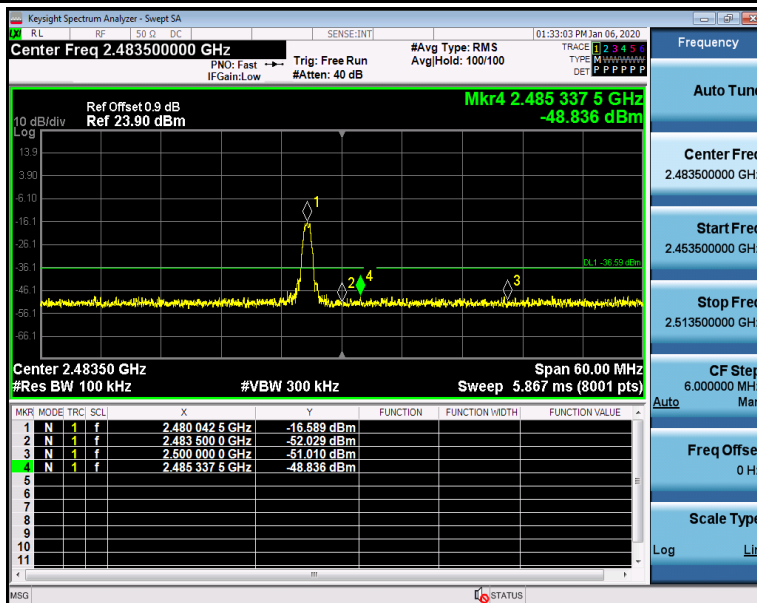 Keysight Spectrum Analyzer - Swept SA
LXI RL RF 50 Ω DC SENSE:INT 01:33:03 PM Jan 06, 2020
Center Freq 2.483500000 GHz
PNO: Fast
IFGain:Low
Trig: Free Run
#Atten: 40 dB
#Avg Type: RMS
Avg|Hold: 100/100
TRACE 1 2 3 4 5 6
TYPE M W W W W W
DET P P P P P P
Frequency
Auto Tune
Center Freq
2.483500000 GHz
Start Freq
2.453500000 GHz
Stop Freq
2.513500000 GHz
CF Step
6.000000 MHz
Auto Man
Freq Offset
0 Hz
Scale Type
Log Lin
Ref Offset 0.9 dB
10 dB/div Ref 23.90 dBm
Log
Mkr4 2.485 337 5 GHz
-48.836 dBm
13.9
3.90
-6.10
-16.1
-26.1
-36.1
-46.1
-56.1
-66.1
1
2
4
3
DL1 -36.59 dBm
Center 2.48350 GHz Span 60.00 MHz
#Res BW 100 kHz #VBW 300 kHz Sweep 5.867 ms (8001 pts)
MKR MODE TRC SCL X Y FUNCTION FUNCTION WIDTH FUNCTION VALUE
1 N 1 f 2.480 042 5 GHz -16.589 dBm
2 N 1 f 2.483 500 0 GHz -52.029 dBm
3 N 1 f 2.500 000 0 GHz -51.010 dBm
4 N 1 f 2.485 337 5 GHz -48.836 dBm
5
6
7
8
9
10
11
MSG STATUS